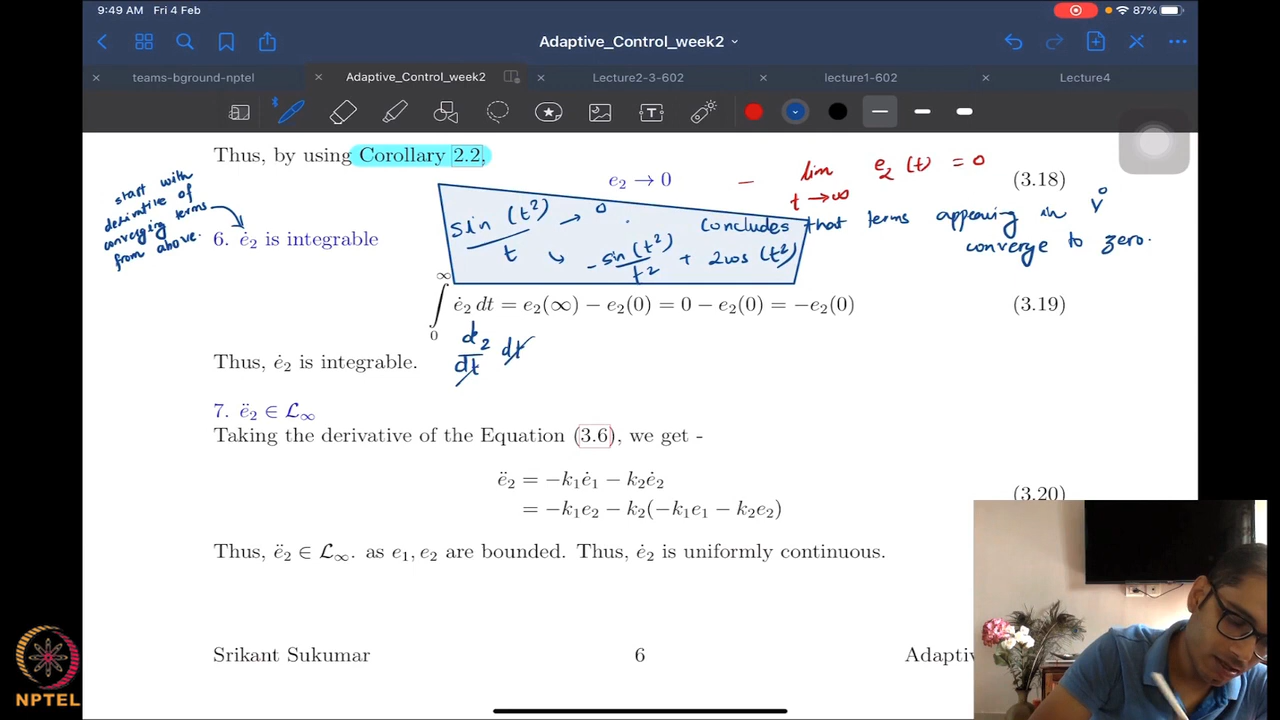 9:49 AM Fri 4 Feb
87%
Adaptive_Control_week2
teams-bground-nptel
Adaptive_Control_week2
Lecture2-3-602
lecture1-602
Lecture4
Thus, by using Corollary 2.2,
e₂ → 0
(3.18)
- lim t→∞ e₂(t) = 0
start with
derivative of
converging terms
from above.
sin(t²)/t → 0
↳ -sin(t²)/t² + 2cos(t²)
concludes that terms appearing in V̇
converge to zero.
6. ė₂ is integrable
∫₀^∞ ė₂ dt = e₂(∞) − e₂(0) = 0 − e₂(0) = −e₂(0)
(3.19)
Thus, ė₂ is integrable.
7. ë₂ ∈ 𝓛∞
Taking the derivative of the Equation (3.6), we get -
ë₂ = −k₁ė₁ − k₂ė₂
(3.20)
= −k₁e₂ − k₂(−k₁e₁ − k₂e₂)
Thus, ë₂ ∈ 𝓛∞. as e₁, e₂ are bounded. Thus, ė₂ is uniformly continuous.
Srikant Sukumar
6
Adaptiv
NPTEL